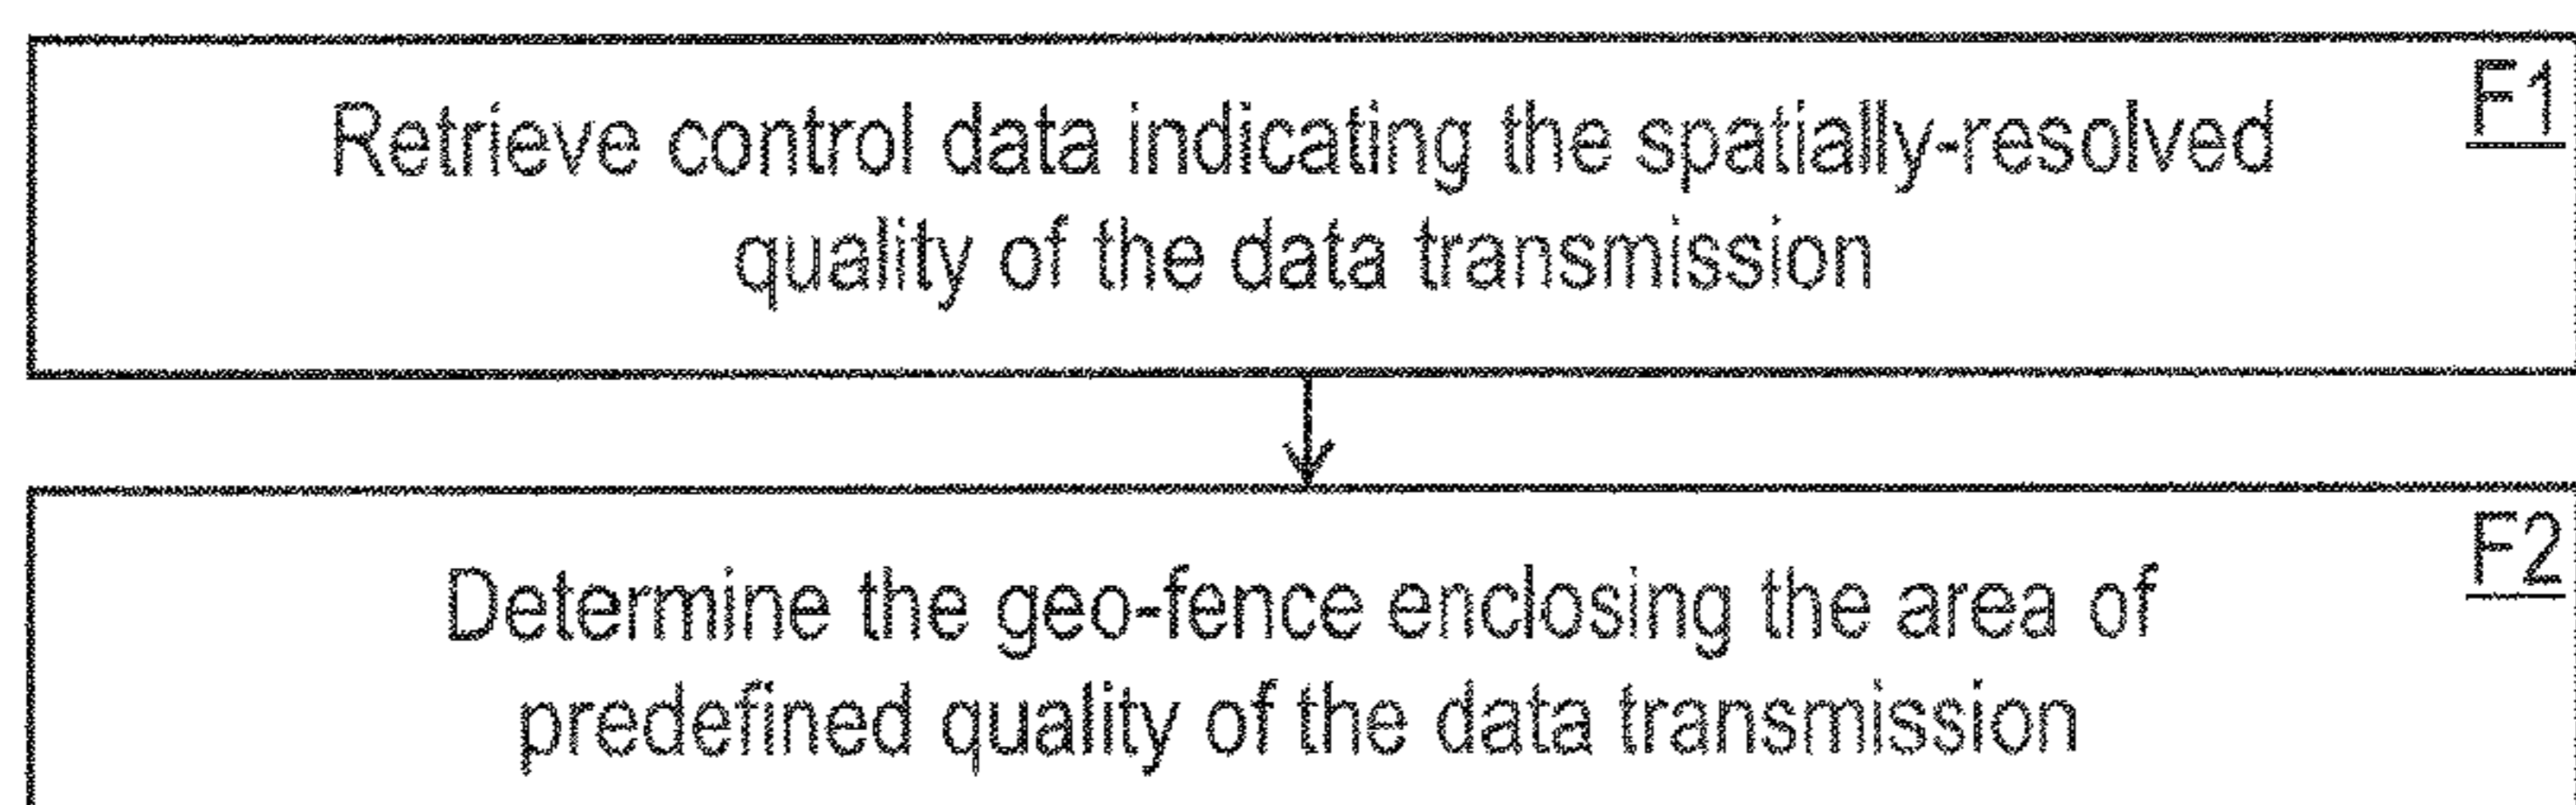 F1
Retrieve control data indicating the spatially-resolved
quality of the data transmission
F2
Determine the geo-fence enclosing the area of
predefined quality of the data transmission